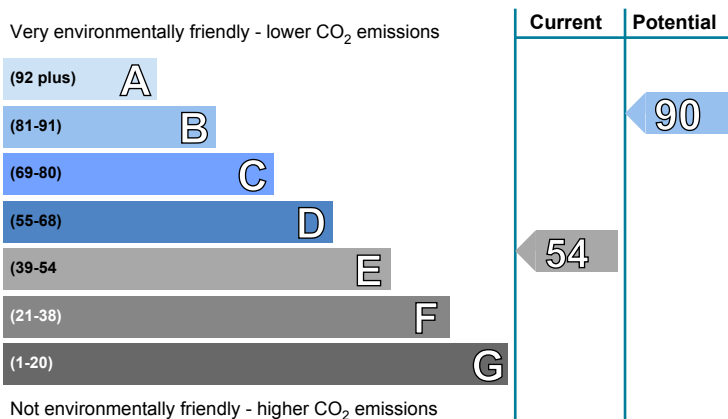 Current Potential
Very environmentally friendly - lower CO2 emissions
(92 plus) A
(81-91) B
90
(69-80) C
(55-68) D
54
(39-54 E
(21-38) F
(1-20) G
Not environmentally friendly - higher CO2 emissions